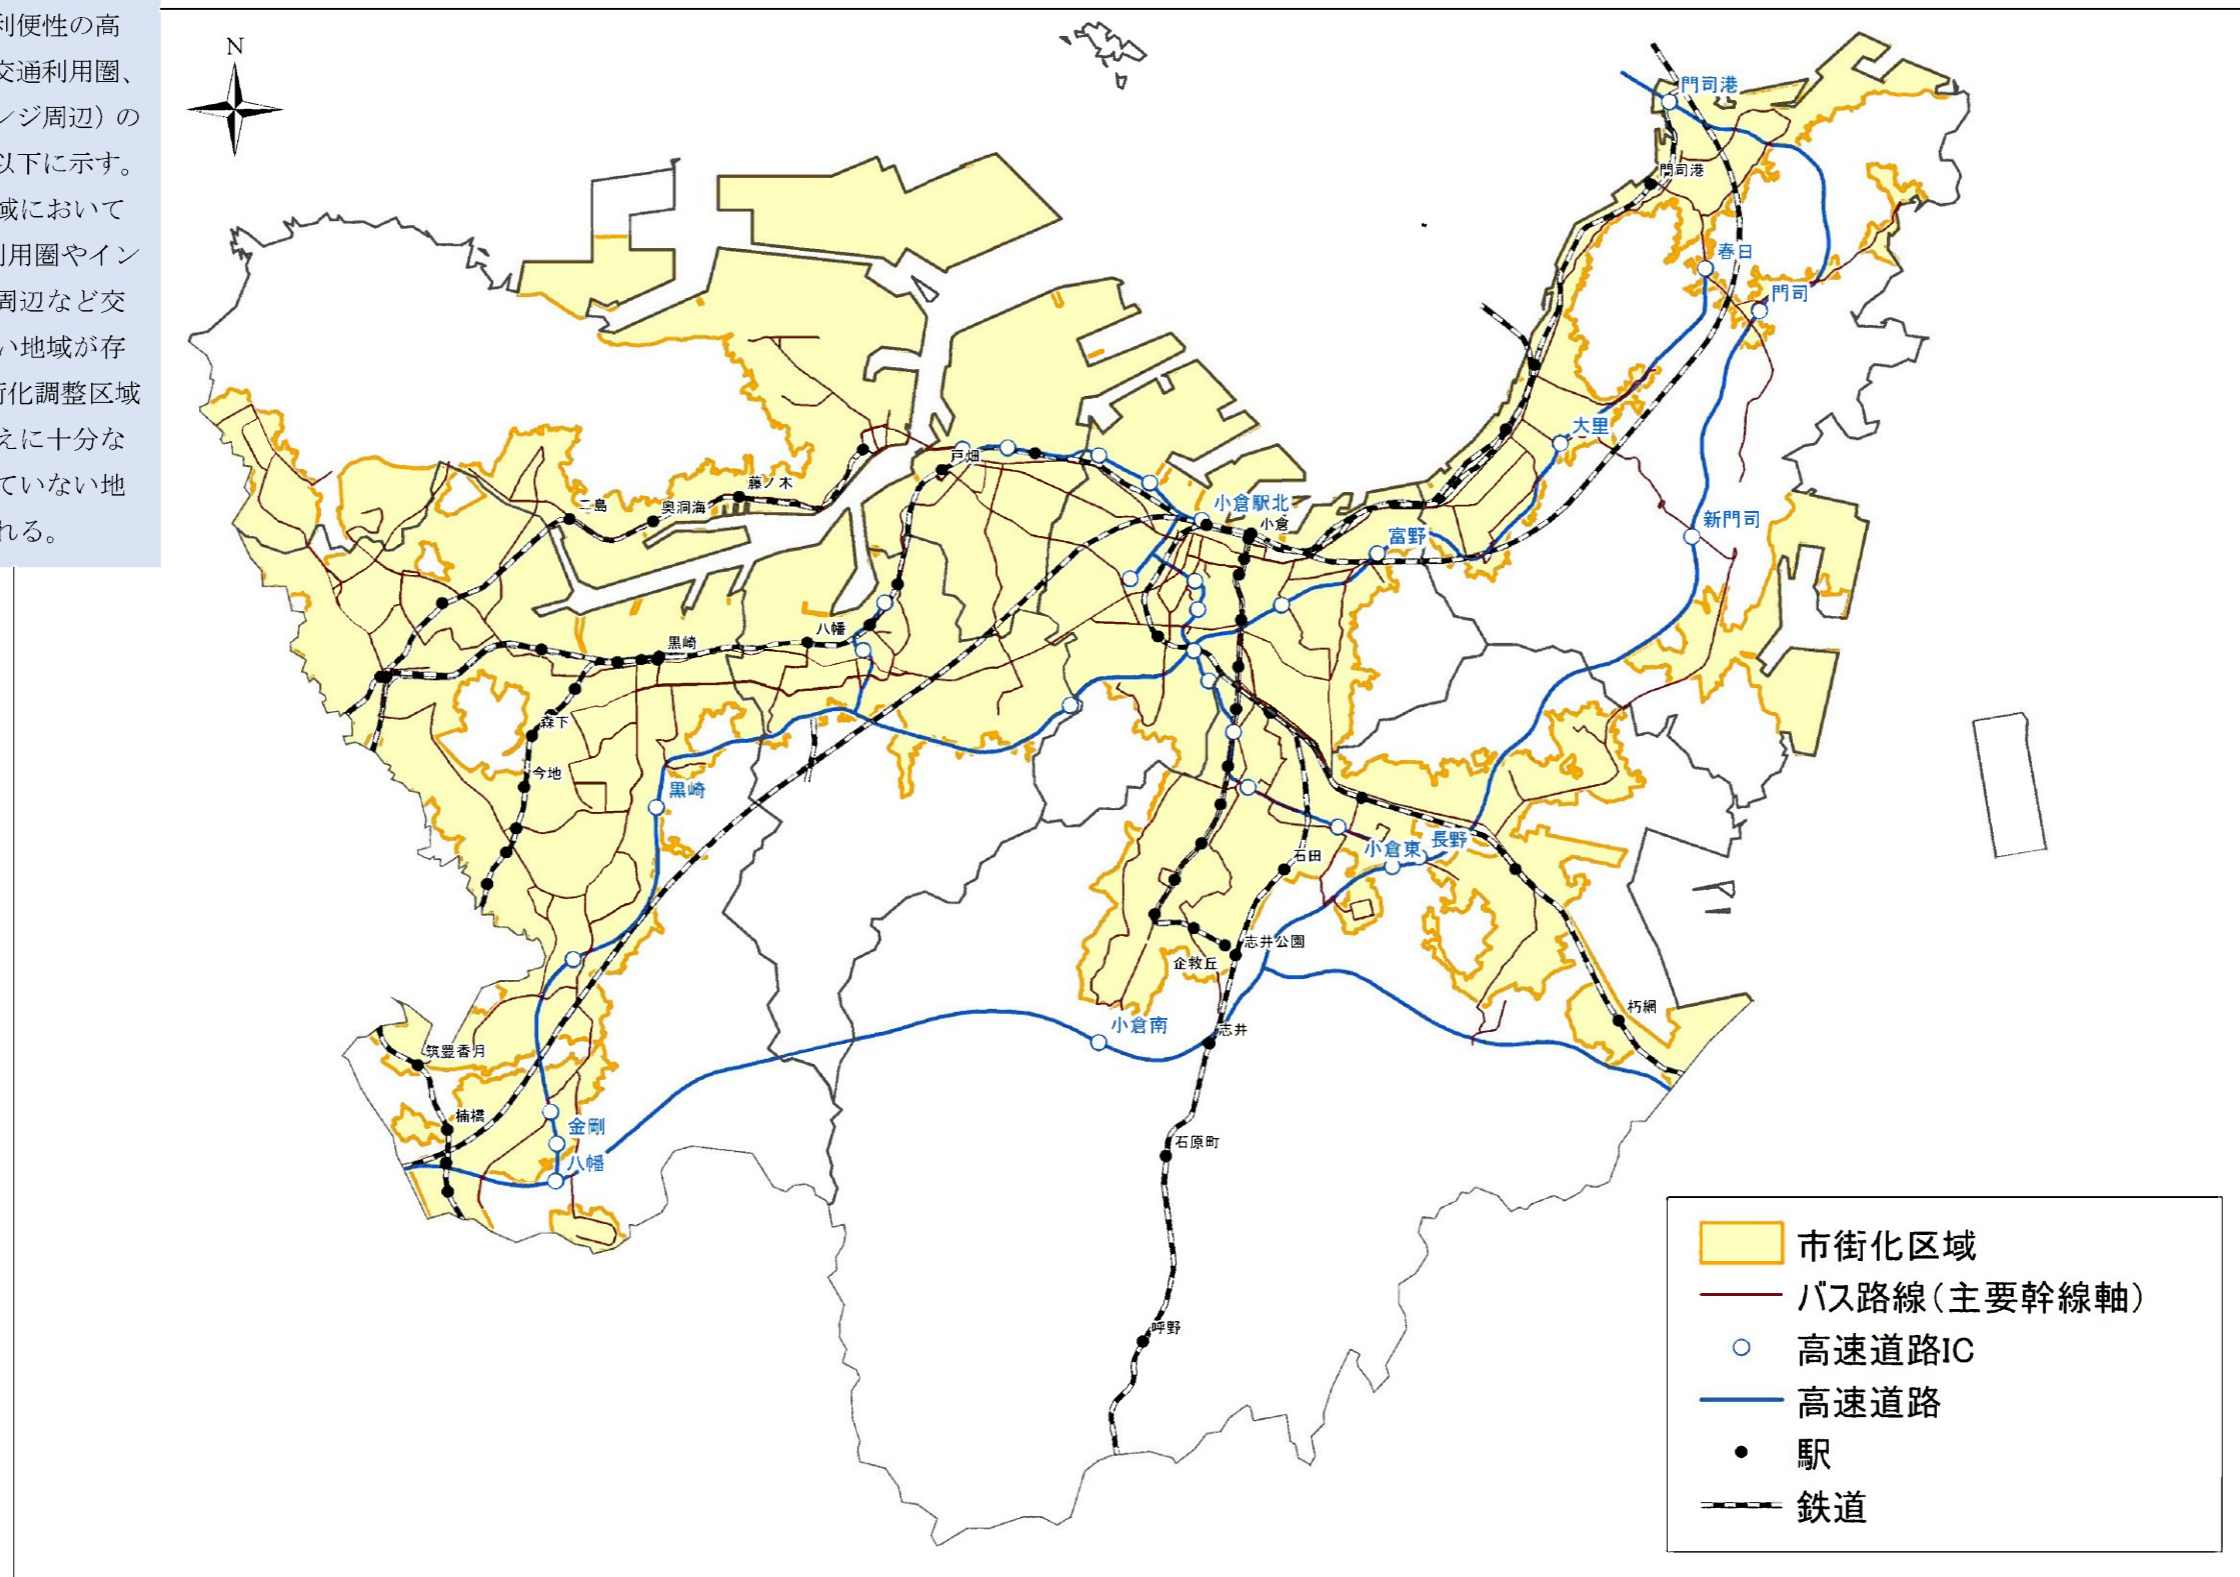 利便性の高
交通利用圏、
ンジ周辺）の
以下に示す。
域において
利用圏やイン
周辺など交
い地域が存
街化調整区域
えに十分な
ていない地
れる。
N
門司港
門司港
春日
門司
大里
新門司
戸畑
藤ノ木
奥洞海
二島
小倉駅北
小倉
富野
八幡
黒崎
森下
今地
黒崎
石田
小倉東
長野
志井公園
企救丘
朽網
小倉南
志井
筑豊香月
楠橋
金剛
八幡
石原町
呼野
市街化区域
バス路線（主要幹線軸）
高速道路IC
高速道路
駅
鉄道